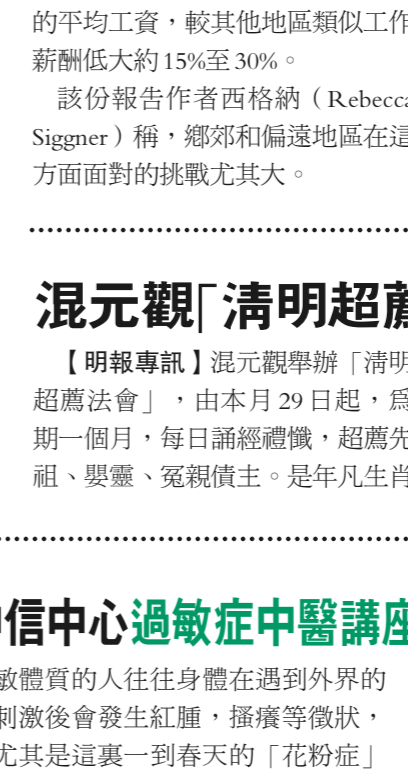 的平均工資，較其他地區類似工作
薪酬低大約15%至30%。
該份報告作者西格納（Rebecca
Siggner）稱，鄉郊和偏遠地區在這
方面面對的挑戰尤其大。
混元觀「清明超薦
【明報專訊】混元觀舉辦「清明
超薦法會」，由本月29日起，為
期一個月，每日誦經禮懺，超薦先
祖、嬰靈、冤親債主。是年凡生肖
信中心過敏症中醫講座
敏體質的人往往身體在遇到外界的
刺激後會發生紅腫，搔癢等徵狀，
尤其是這裏一到春天的「花粉症」